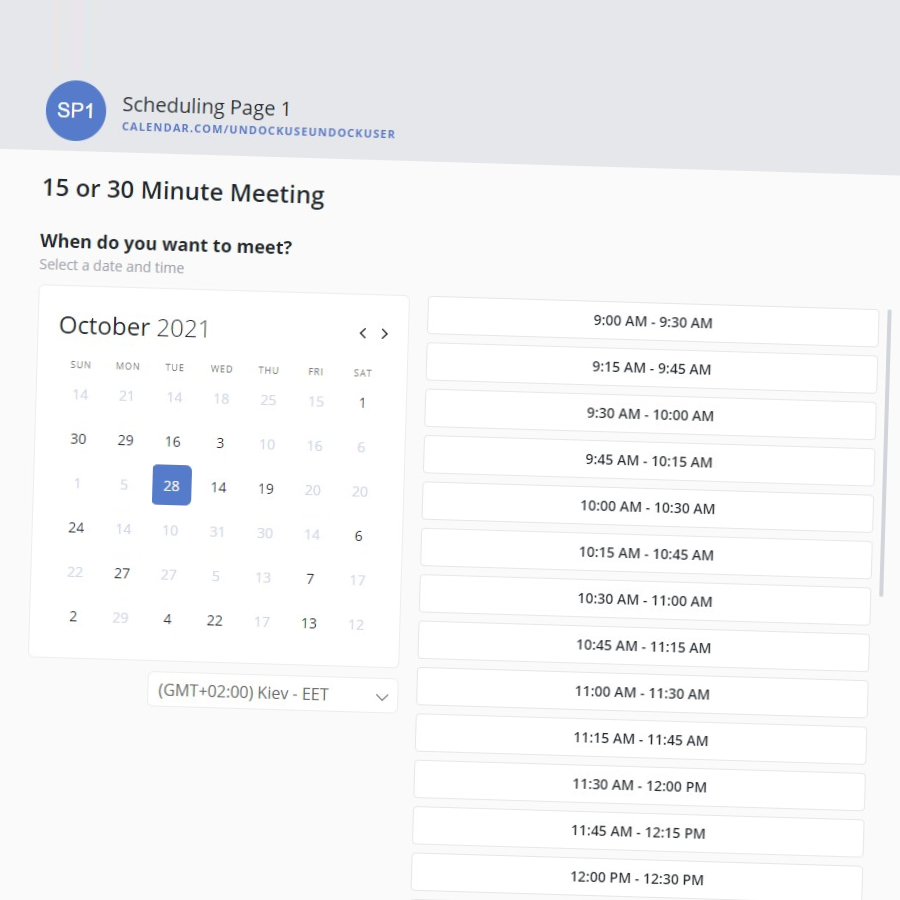 SP1
Scheduling Page 1
CALENDAR.COM/UNDOCKUSEUNDOCKUSER
15 or 30 Minute Meeting
When do you want to meet?
Select a date and time
October 2021
SUN MON TUE WED THU FRI SAT
14 21 14 18 25 15 1
30 29 16 3 10 16 6
1 5 28 14 19 20 20
24 14 10 31 30 14 6
22 27 27 5 13 7 17
2 29 4 22 17 13 12
(GMT+02:00) Kiev - EET
9:00 AM - 9:30 AM
9:15 AM - 9:45 AM
9:30 AM - 10:00 AM
9:45 AM - 10:15 AM
10:00 AM - 10:30 AM
10:15 AM - 10:45 AM
10:30 AM - 11:00 AM
10:45 AM - 11:15 AM
11:00 AM - 11:30 AM
11:15 AM - 11:45 AM
11:30 AM - 12:00 PM
11:45 AM - 12:15 PM
12:00 PM - 12:30 PM